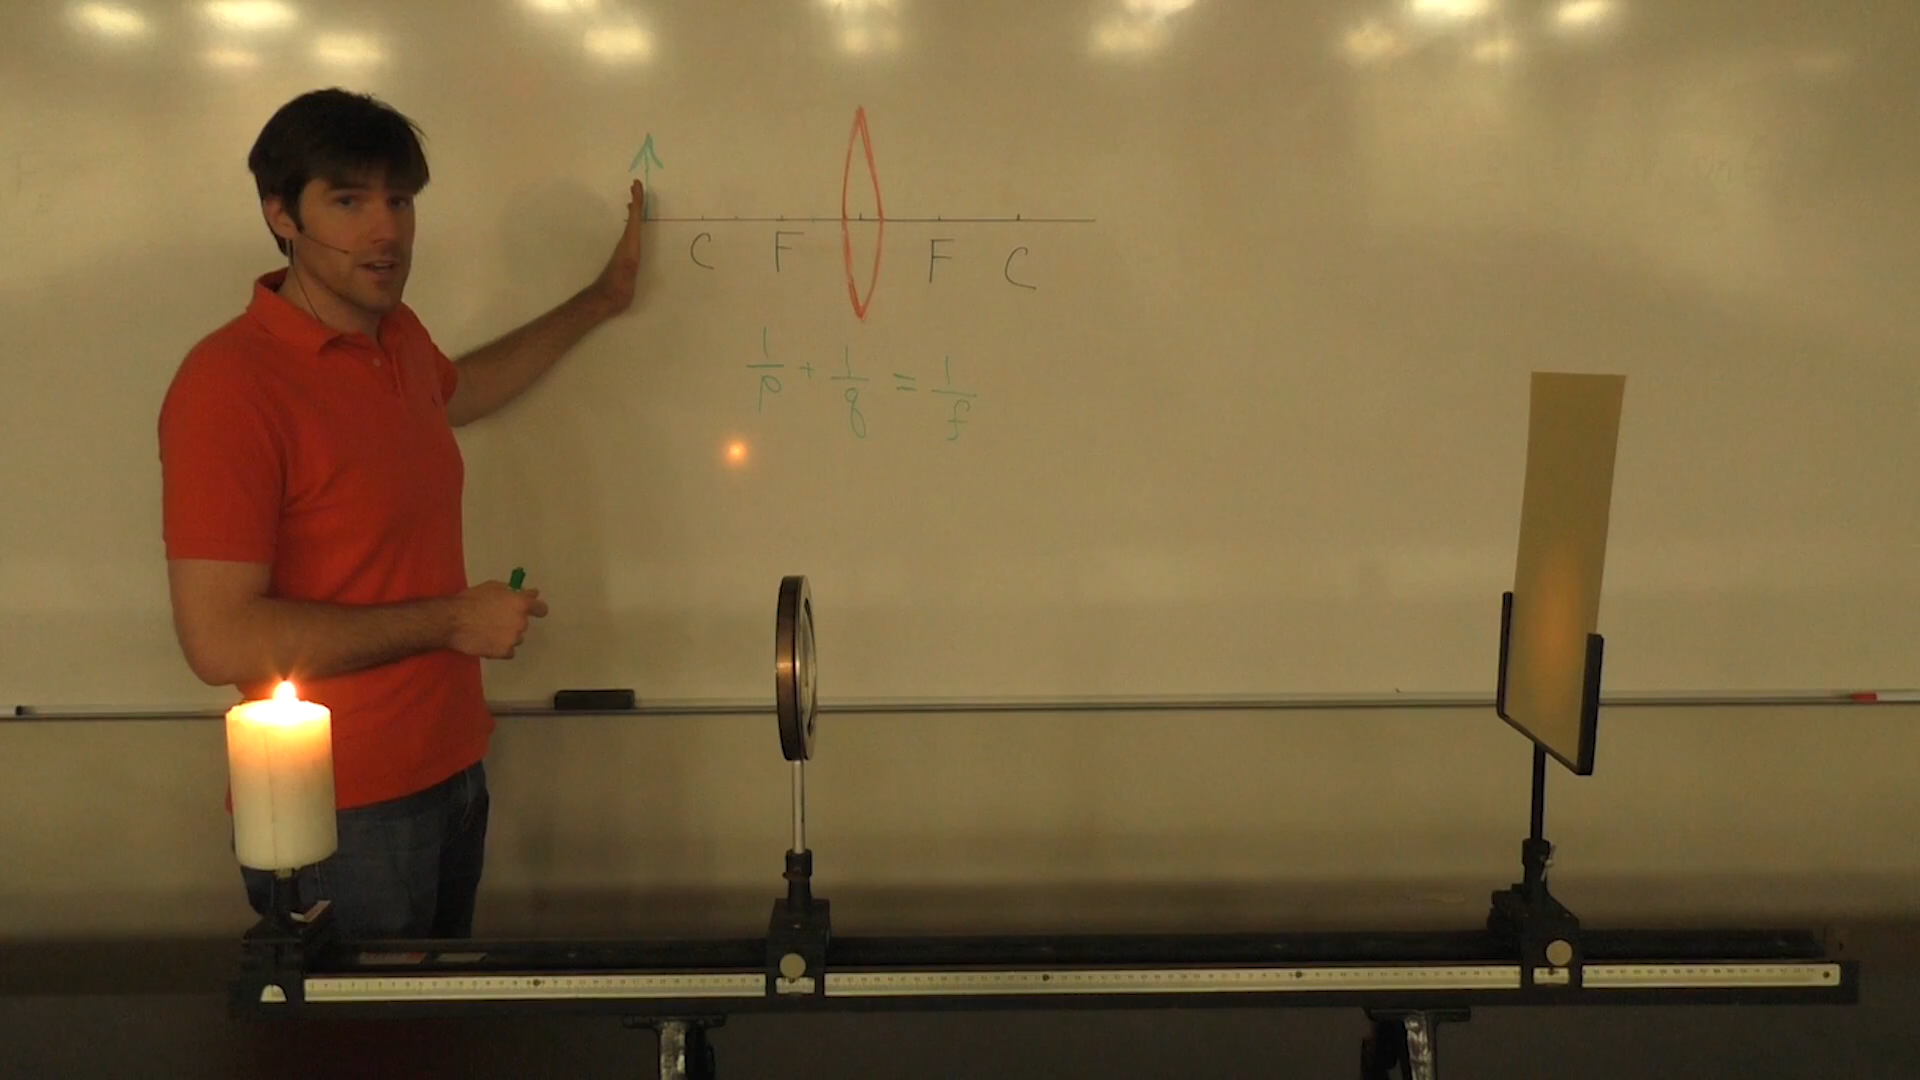 C F F C
1/p + 1/q = 1/f